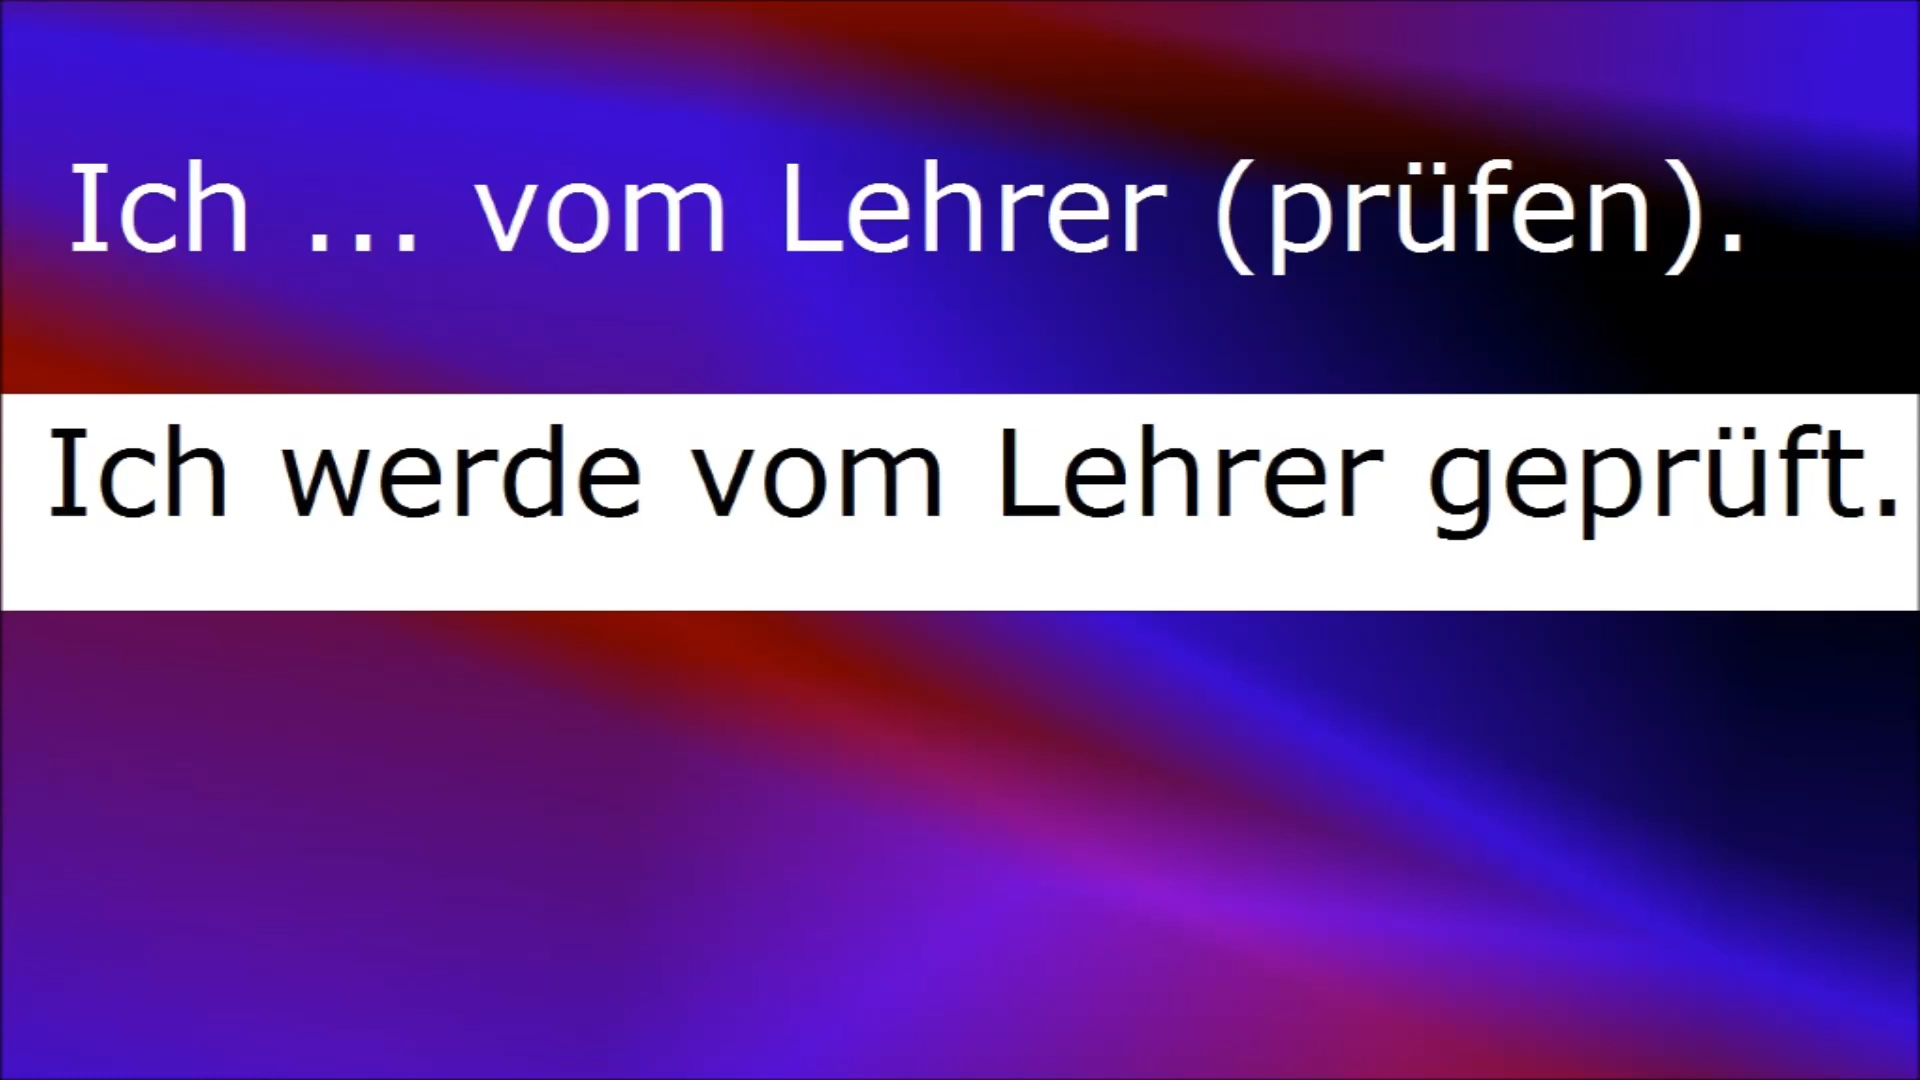 Ich ... vom Lehrer (prüfen).
Ich werde vom Lehrer geprüft.